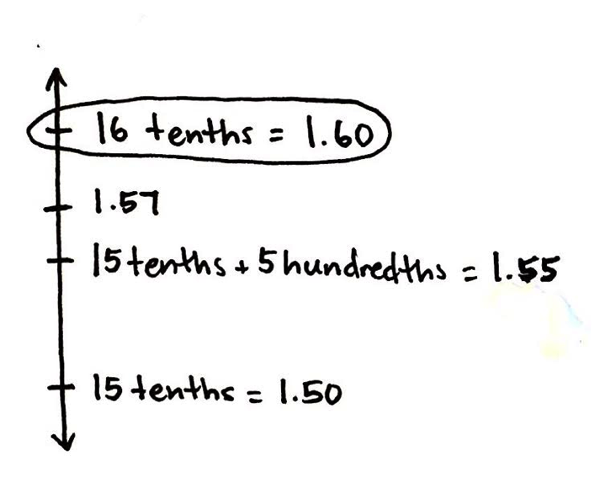 16 tenths = 1.60
1.57
15 tenths + 5 hundredths = 1.55
15 tenths = 1.50